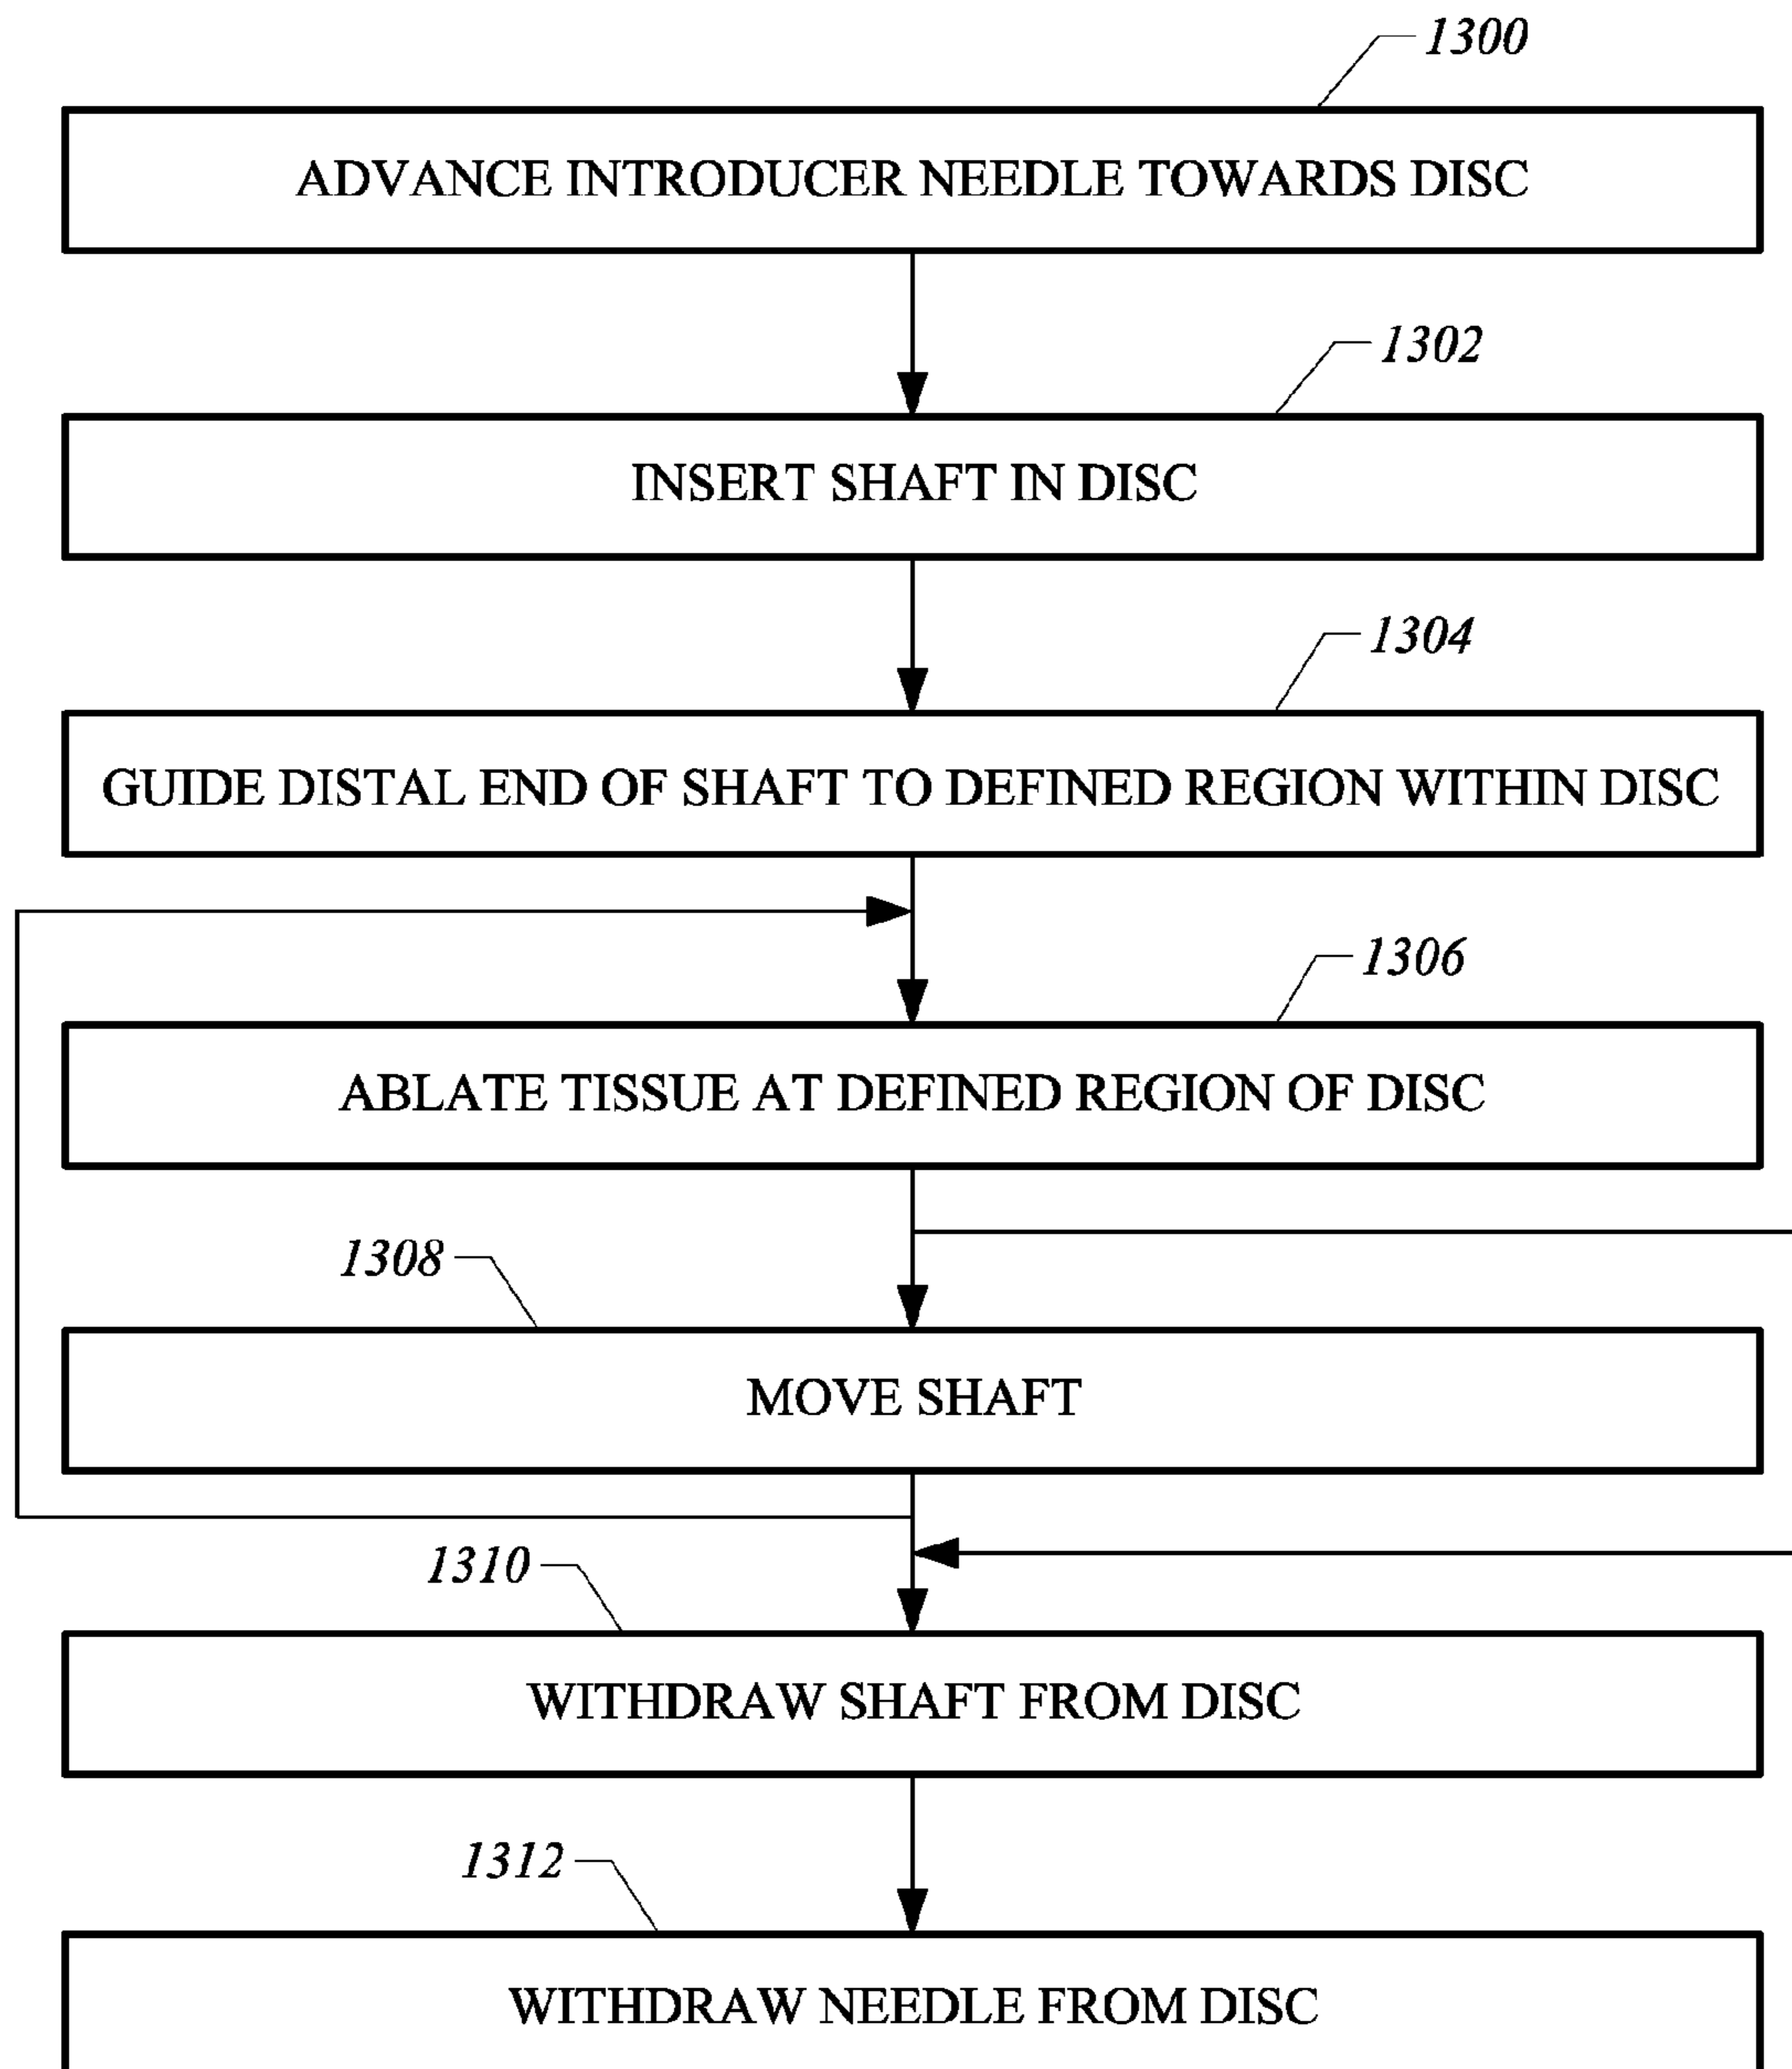 1300
ADVANCE INTRODUCER NEEDLE TOWARDS DISC
1302
INSERT SHAFT IN DISC
1304
GUIDE DISTAL END OF SHAFT TO DEFINED REGION WITHIN DISC
1306
ABLATE TISSUE AT DEFINED REGION OF DISC
1308
MOVE SHAFT
1310
WITHDRAW SHAFT FROM DISC
1312
WITHDRAW NEEDLE FROM DISC